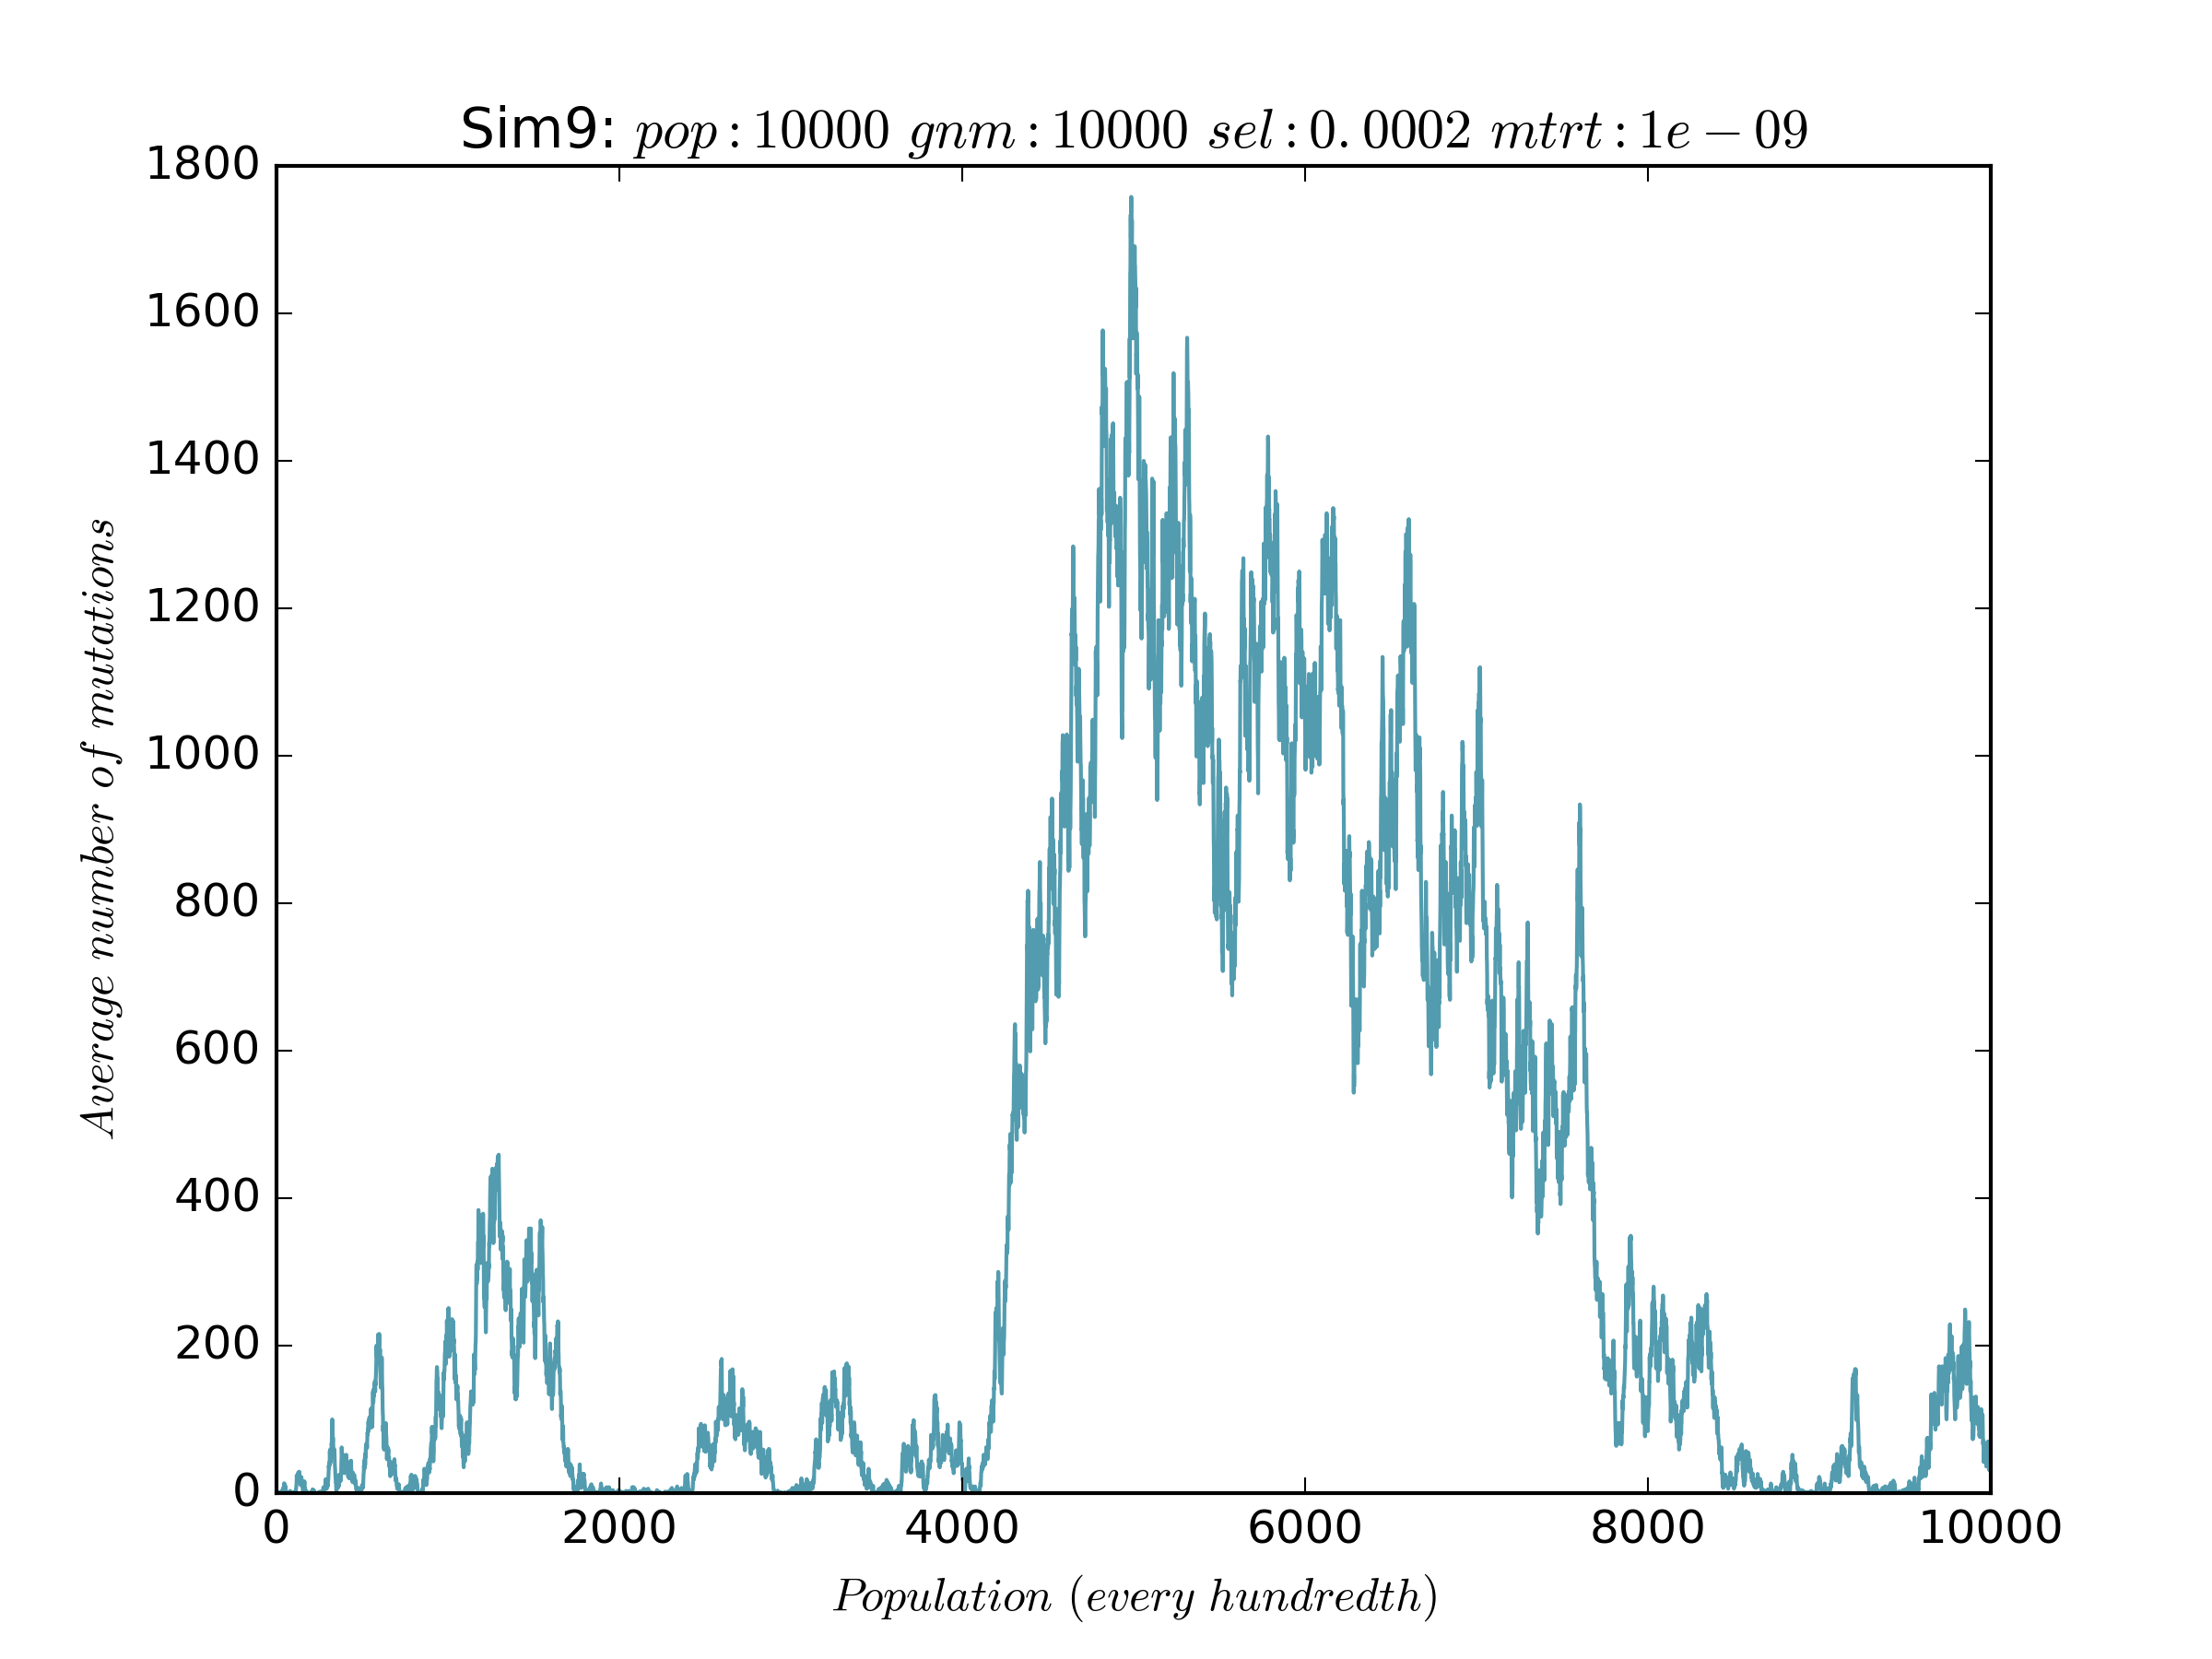 Sim9: pop : 10000 gnm : 10000 sel : 0.0002 mtrt : 1e − 09
1800
1600
1400
1200
1000
800
600
400
200
0
Average number of mutations
0 2000 4000 6000 8000 10000
Population (every hundredth)